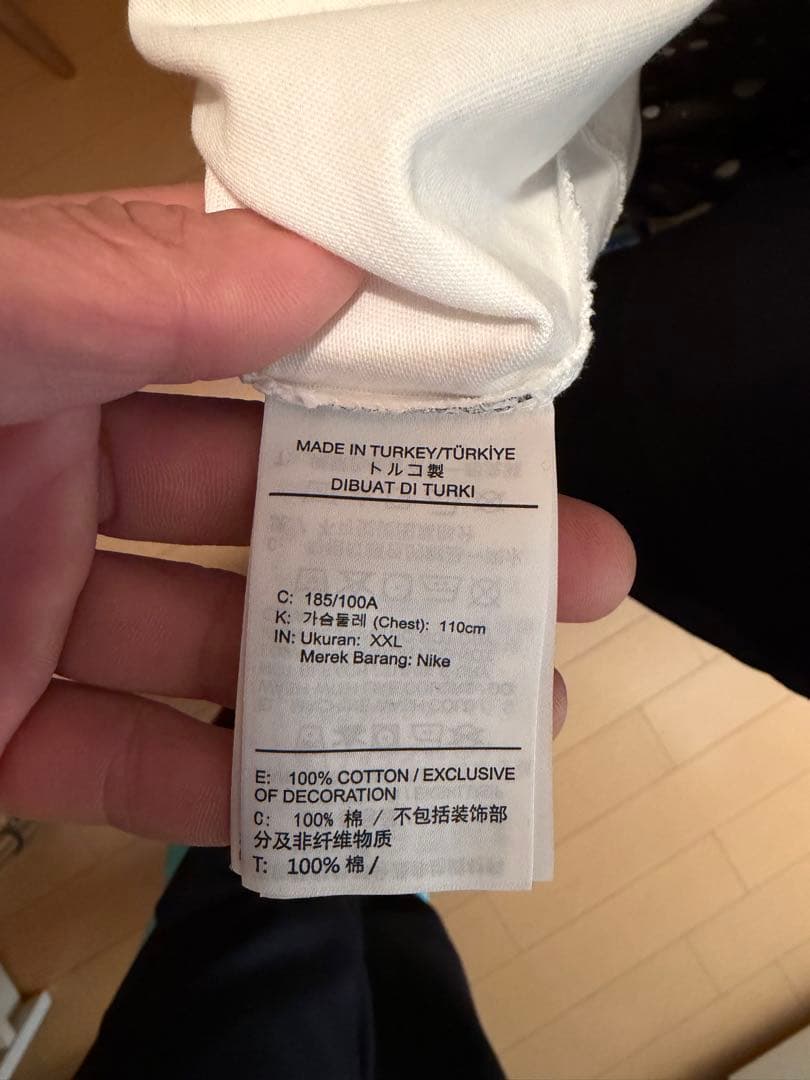 MADE IN TURKEY/TÜRKİYE
トルコ製
DIBUAT DI TURKI
C: 185/100A
K: 가슴둘레 (Chest): 110cm
IN: Ukuran: XXL
Merek Barang: Nike
E: 100% COTTON / EXCLUSIVE
OF DECORATION
C: 100% 棉 / 不包括装饰部
分及非纤维物质
T: 100% 棉 /